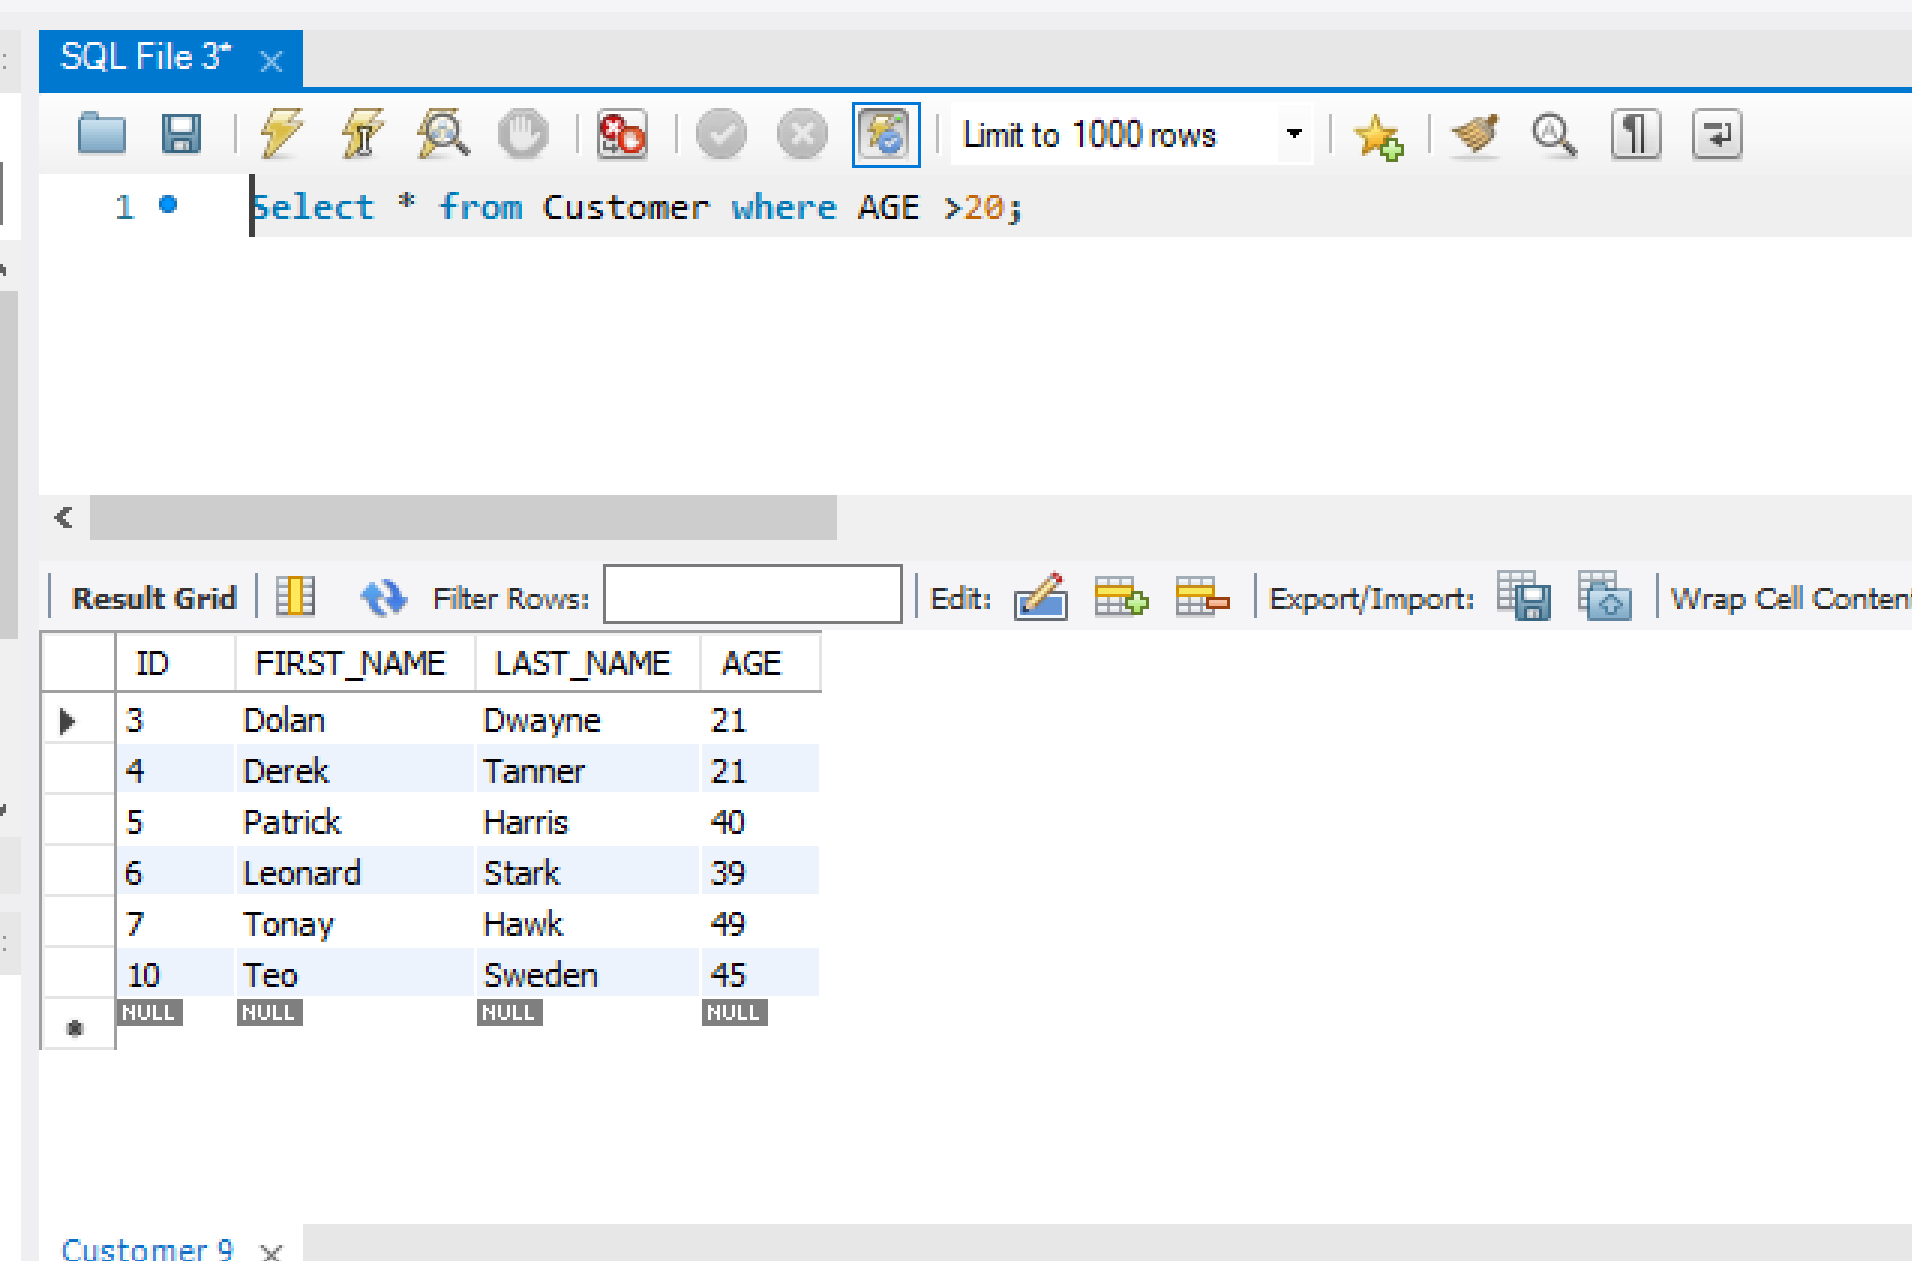 SQL File 3*
Limit to 1000 rows
1 Select * from Customer where AGE >20;
Result Grid Filter Rows: Edit: Export/Import: Wrap Cell Conten
ID FIRST_NAME LAST_NAME AGE
3 Dolan Dwayne 21
4 Derek Tanner 21
5 Patrick Harris 40
6 Leonard Stark 39
7 Tonay Hawk 49
10 Teo Sweden 45
NULL NULL NULL NULL
Customer 9